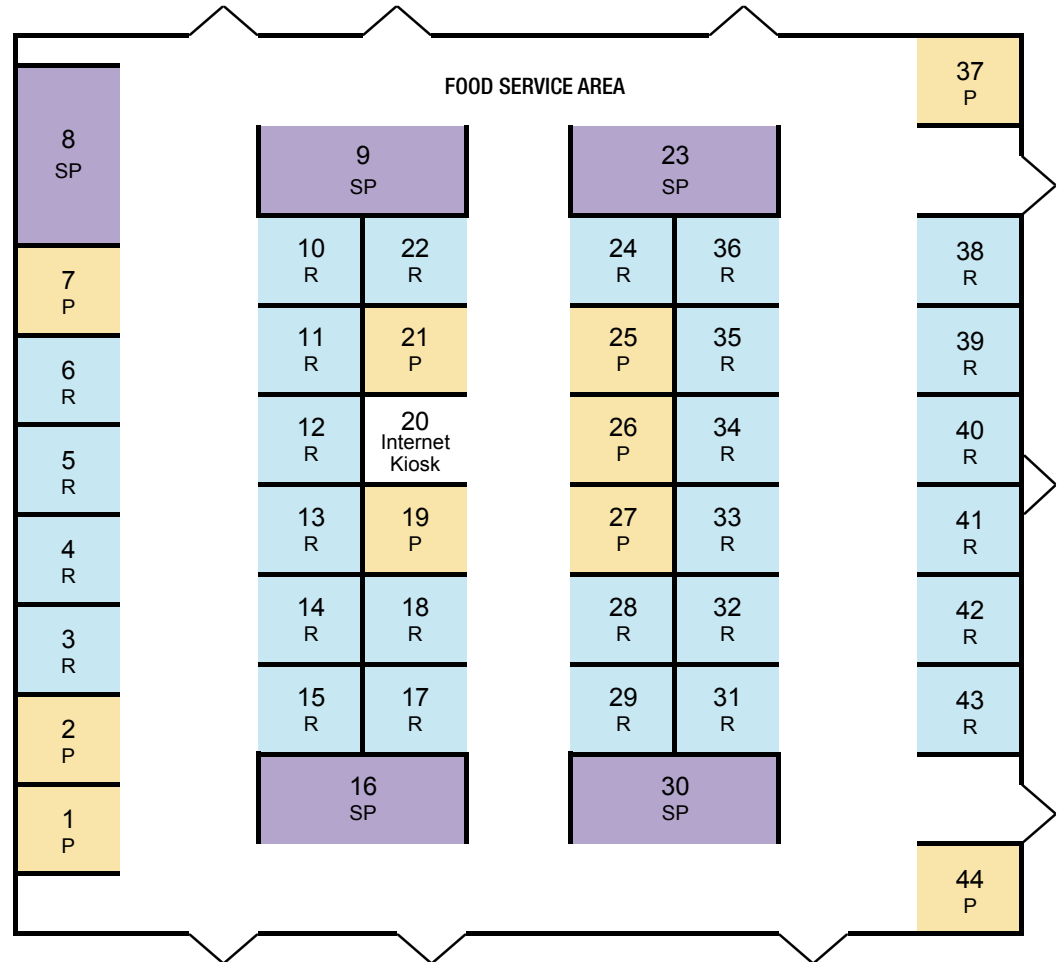 FOOD SERVICE AREA
37
P
8
SP
9
SP
23
SP
7
P
10
R
22
R
24
R
36
R
38
R
6
R
11
R
21
P
25
P
35
R
39
R
5
R
12
R
20
Internet
Kiosk
26
P
34
R
40
R
4
R
13
R
19
P
27
P
33
R
41
R
3
R
14
R
18
R
28
R
32
R
42
R
2
P
15
R
17
R
29
R
31
R
43
R
1
P
16
SP
30
SP
44
P